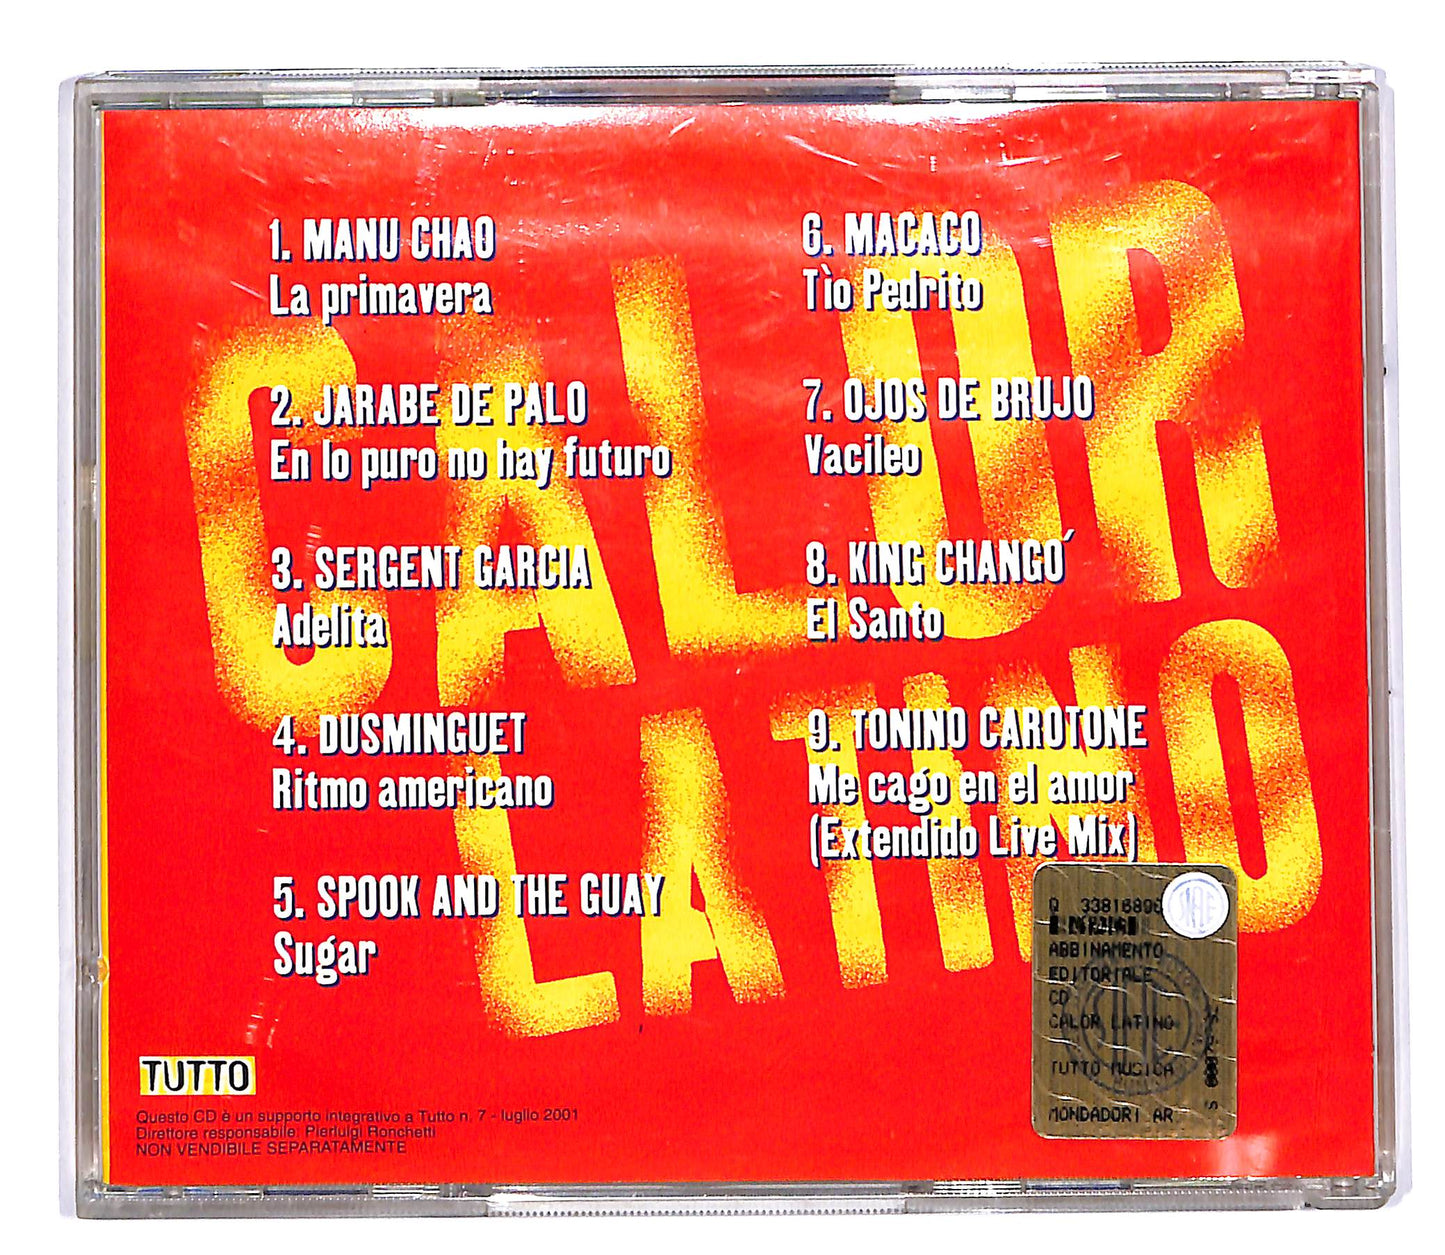 CALOR
LATINO
1. MANU CHAO
La primavera
2. JARABE DE PALO
En lo puro no hay futuro
3. SERGENT GARCIA
Adelita
4. DUSMINGUET
Ritmo americano
5. SPOOK AND THE GUAY
Sugar
6. MACACO
Tìo Pedrito
7. OJOS DE BRUJO
Vacileo
8. KING CHANGÓ
El Santo
9. TONINO CAROTONE
Me cago en el amor
(Extendido Live Mix)
TUTTO
Questo CD è un supporto integrativo a Tutto n. 7 - luglio 2001
Direttore responsabile: Pierluigi Ronchetti
NON VENDIBILE SEPARATAMENTE
Q 33816890
SIAE
ABBINAMENTO
EDITORIALE
CD
CALOR LATINO
TUTTO MUSICA
MONDADORI AR